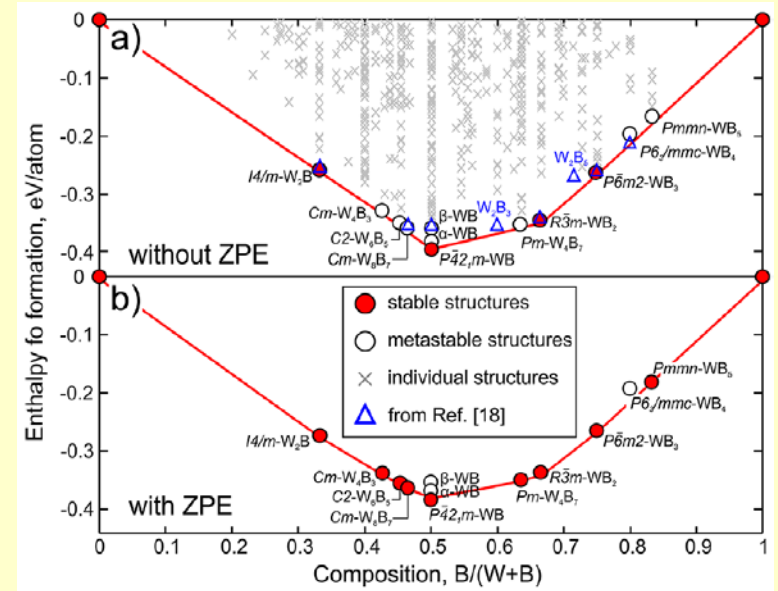 0
a)
-0.1
-0.2
-0.3
-0.4
without ZPE
I4/m-W₂B
Cm-W₄B₃
C2-W₆B₅
Cm-W₈B₇
β-WB
α-WB
P4̄2₁m-WB
W₂B₃
W₂B₅
Pm-W₄B₇
R3̄m-WB₂
P6̄m2-WB₃
P6₃/mmc-WB₄
Pmmn-WB₅
Enthalpy fo formation, eV/atom
0
b)
-0.1
-0.2
-0.3
-0.4
with ZPE
stable structures
metastable structures
individual structures
from Ref. [18]
I4/m-W₂B
Cm-W₄B₃
C2-W₆B₅
Cm-W₈B₇
β-WB
α-WB
P4̄2₁m-WB
Pm-W₄B₇
R3̄m-WB₂
P6̄m2-WB₃
P6₃/mmc-WB₄
Pmmn-WB₅
0 0.1 0.2 0.3 0.4 0.5 0.6 0.7 0.8 0.9 1
Composition, B/(W+B)